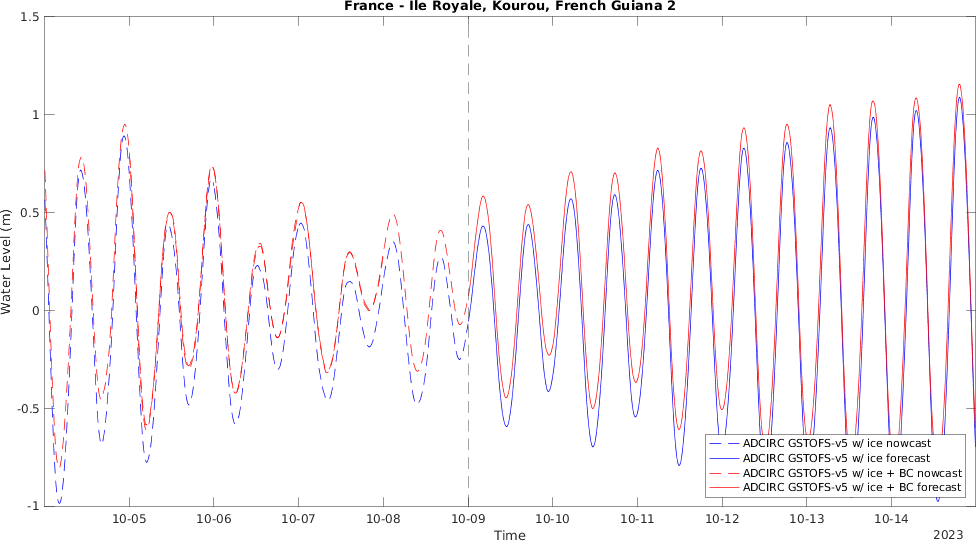 France - Ile Royale, Kourou, French Guiana 2
1.5
1
0.5
0
-0.5
-1
Water Level (m)
ADCIRC GSTOFS-v5 w/ ice nowcast
ADCIRC GSTOFS-v5 w/ ice forecast
ADCIRC GSTOFS-v5 w/ ice + BC nowcast
ADCIRC GSTOFS-v5 w/ ice + BC forecast
10-05 10-06 10-07 10-08 10-09 10-10 10-11 10-12 10-13 10-14
Time
2023